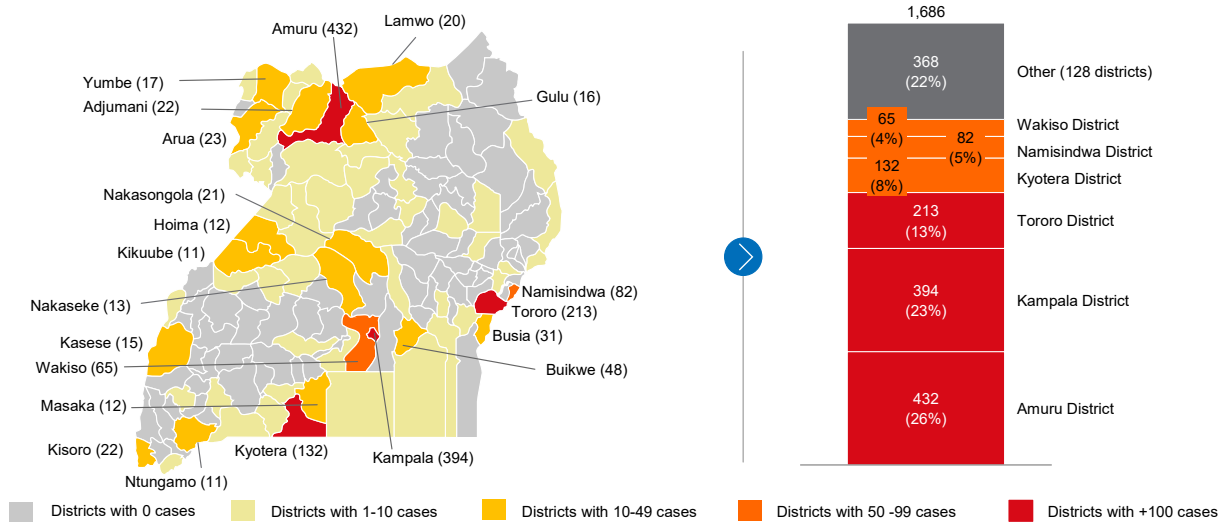 Amuru (432)
Lamwo (20)
Yumbe (17)
Adjumani (22)
Gulu (16)
Arua (23)
Nakasongola (21)
Hoima (12)
Kikuube (11)
Nakaseke (13)
Namisindwa (82)
Tororo (213)
Busia (31)
Kasese (15)
Wakiso (65)
Buikwe (48)
Masaka (12)
Kisoro (22)
Kyotera (132)
Kampala (394)
Ntungamo (11)
1,686
368
(22%)
Other (128 districts)
65
(4%)
Wakiso District
82
(5%)
Namisindwa District
132
(8%)
Kyotera District
213
(13%)
Tororo District
394
(23%)
Kampala District
432
(26%)
Amuru District
Districts with 0 cases
Districts with 1-10 cases
Districts with 10-49 cases
Districts with 50 -99 cases
Districts with +100 cases